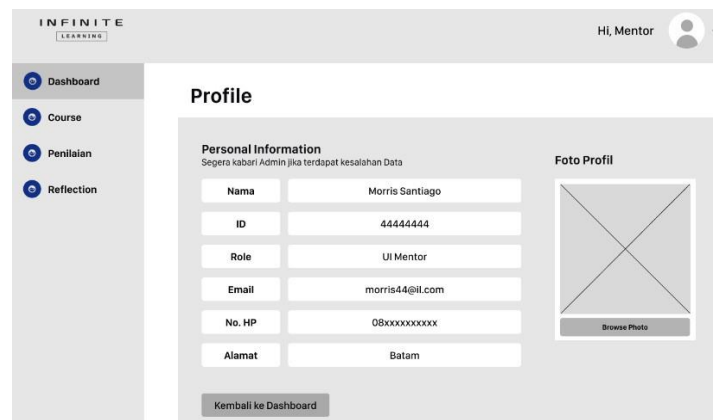 INFINITE
LEARNING
Hi, Mentor
Dashboard
Course
Penilaian
Reflection
Profile
Personal Information
Segera kabari Admin jika terdapat kesalahan Data
Nama Morris Santiago
ID 44444444
Role UI Mentor
Email morris44@il.com
No. HP 08xxxxxxxxxx
Alamat Batam
Foto Profil
Browse Photo
Kembali ke Dashboard